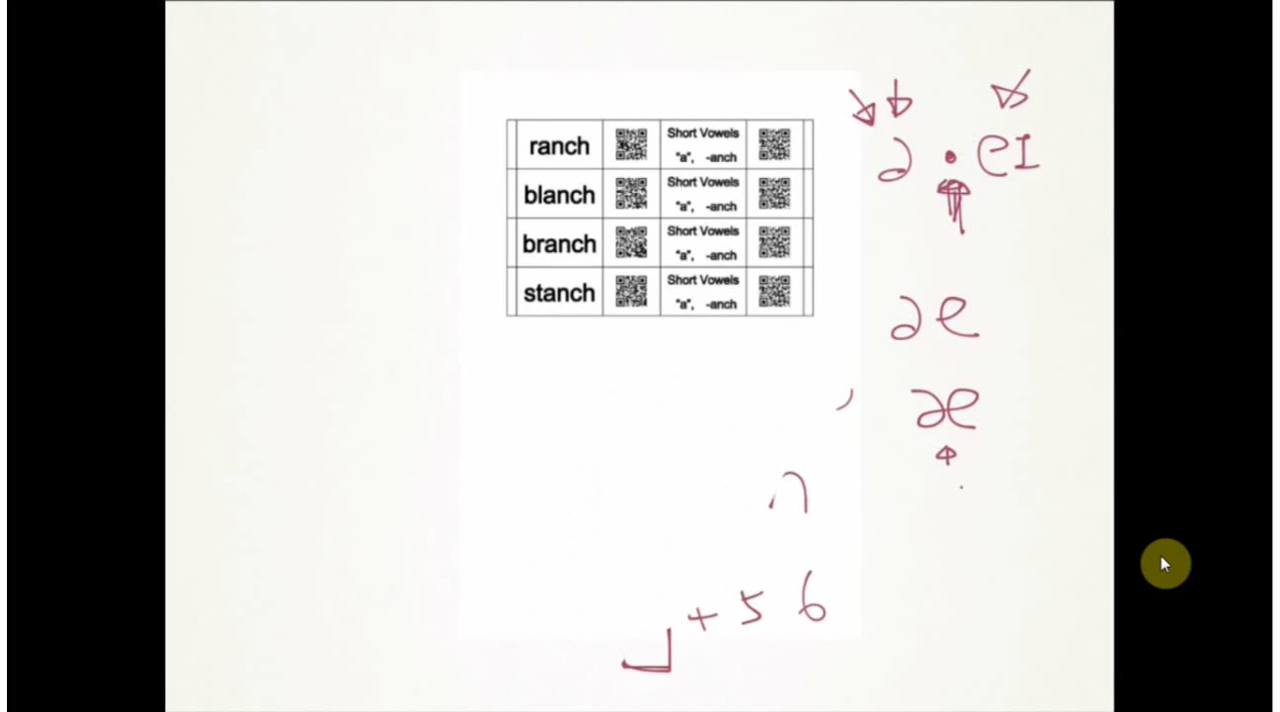 ranch Short Vowels
"a", -anch
blanch Short Vowels
"a", -anch
branch Short Vowels
"a", -anch
stanch Short Vowels
"a", -anch
a · eI
ae
æ
n
+ 5 6